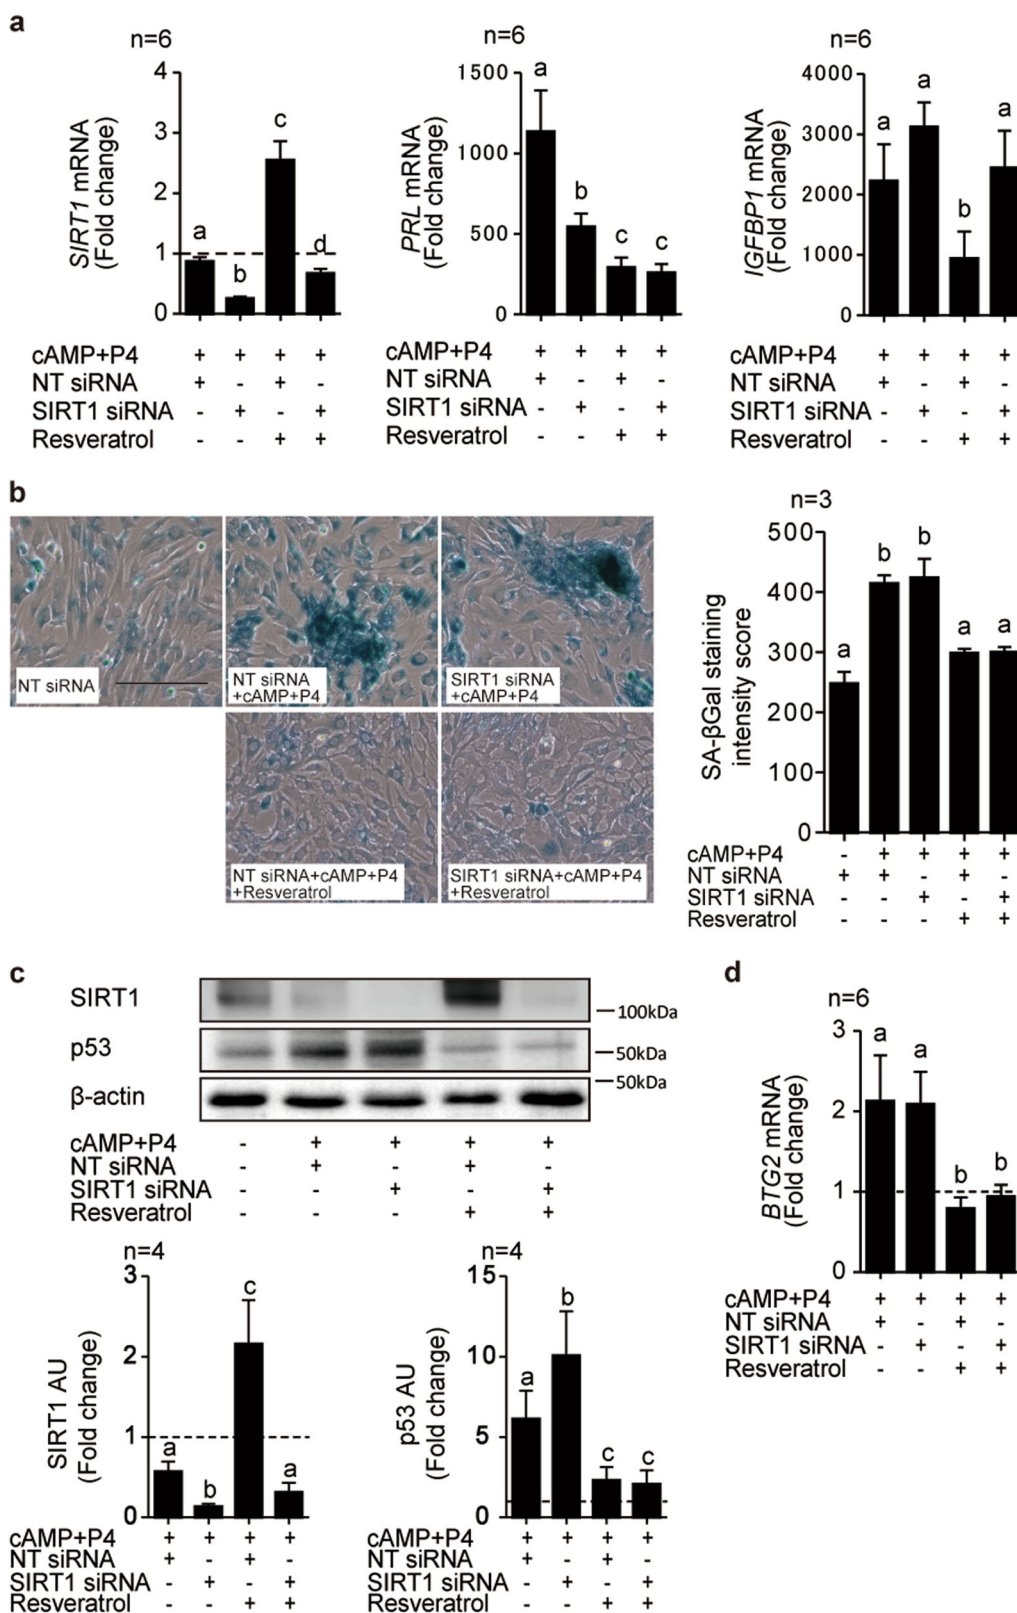 a
n=6
SIRT1 mRNA
(Fold change)
4
3
2
1
0
a
b
c
d
cAMP+P4 + + + +
NT siRNA + - + -
SIRT1 siRNA - + - +
Resveratrol - - + +
n=6
PRL mRNA
(Fold change)
1500
1000
500
0
a
b
c
c
cAMP+P4 + + + +
NT siRNA + - + -
SIRT1 siRNA - + - +
Resveratrol - - + +
n=6
IGFBP1 mRNA
(Fold change)
4000
3000
2000
1000
0
a
a
b
a
cAMP+P4 + + + +
NT siRNA + - + -
SIRT1 siRNA - + - +
Resveratrol - - + +
b
NT siRNA
NT siRNA
+cAMP+P4
SIRT1 siRNA
+cAMP+P4
NT siRNA+cAMP+P4
+Resveratrol
SIRT1 siRNA+cAMP+P4
+Resveratrol
n=3
SA-βGal staining
intensity score
500
400
300
200
100
0
a
b
b
a
a
cAMP+P4 - + + + +
NT siRNA + + - + -
SIRT1 siRNA - - + - +
Resveratrol - - - + +
c
SIRT1
100kDa
p53
50kDa
50kDa
β-actin
cAMP+P4 - + + + +
NT siRNA - + - + -
SIRT1 siRNA - - + - +
Resveratrol - - - + +
n=4
SIRT1 AU
(Fold change)
3
2
1
0
a
b
c
a
cAMP+P4 + + + +
NT siRNA + - + -
SIRT1 siRNA - + - +
Resveratrol - - + +
n=4
p53 AU
(Fold change)
15
10
5
0
a
b
c
c
cAMP+P4 + + + +
NT siRNA + - + -
SIRT1 siRNA - + - +
Resveratrol - - + +
d
n=6
BTG2 mRNA
(Fold change)
3
2
1
0
a
a
b
b
cAMP+P4 + + + +
NT siRNA + - + -
SIRT1 siRNA - + - +
Resveratrol - - + +